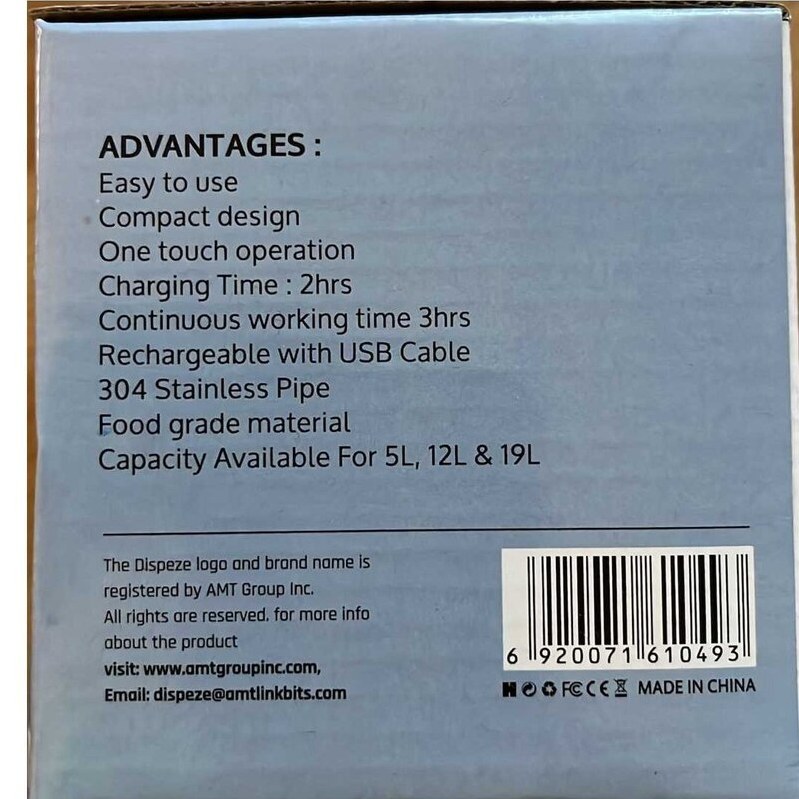 ADVANTAGES :
Easy to use
Compact design
One touch operation
Charging Time : 2hrs
Continuous working time 3hrs
Rechargeable with USB Cable
304 Stainless Pipe
Food grade material
Capacity Available For 5L, 12L & 19L
The Dispeze logo and brand name is
registered by AMT Group Inc.
All rights are reserved. for more info
about the product
visit: www.amtgroupinc.com,
Email: dispeze@amtlinkbits.com
6 920071 610493
FC CE MADE IN CHINA